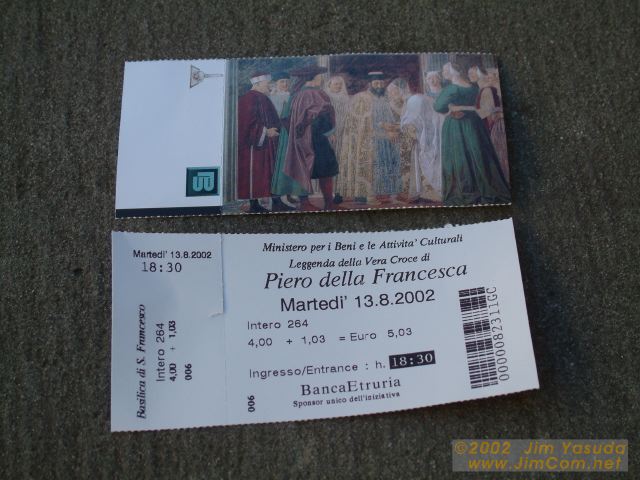 Martedi' 13.8.2002
18:30
Basilica di S. Francesco
Intero 264
4,00 + 1,03
006
Ministero per i Beni e le Attivita' Culturali
Leggenda della Vera Croce di
Piero della Francesca
Martedi' 13.8.2002
Intero 264
4,00 + 1,03 = Euro 5,03
Ingresso/Entrance : h. 18:30
BancaEtruria
006
Sponsor unico dell'iniziativa
0000082311GC
©2002 Jim Yasuda
www.JimCom.net